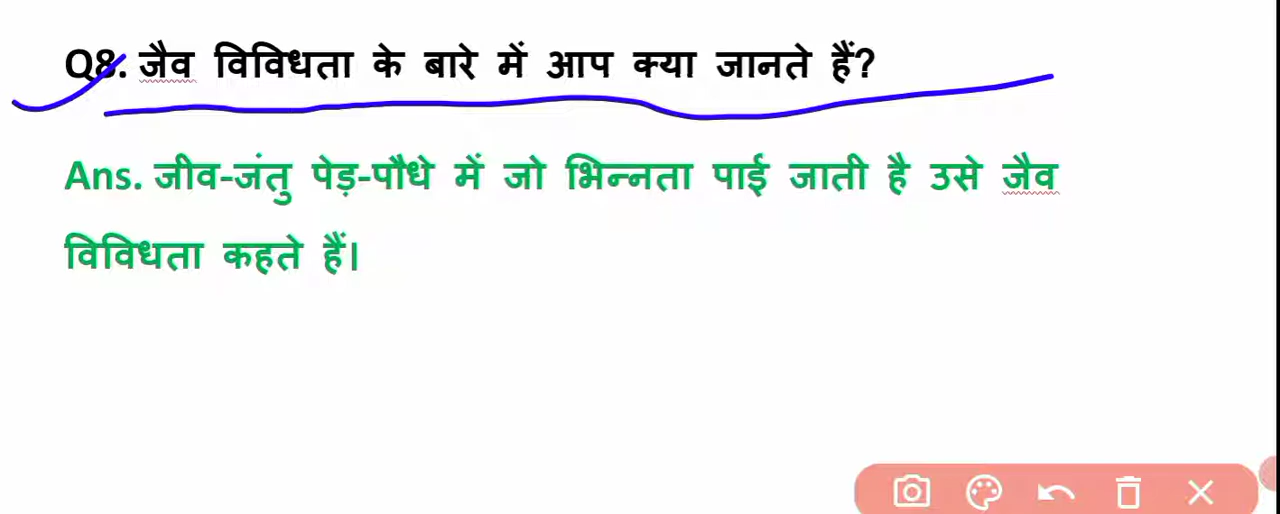 Q8. जैव विविधता के बारे में आप क्या जानते हैं?
Ans. जीव-जंतु पेड़-पौधे में जो भिन्नता पाई जाती है उसे जैव
विविधता कहते हैं।